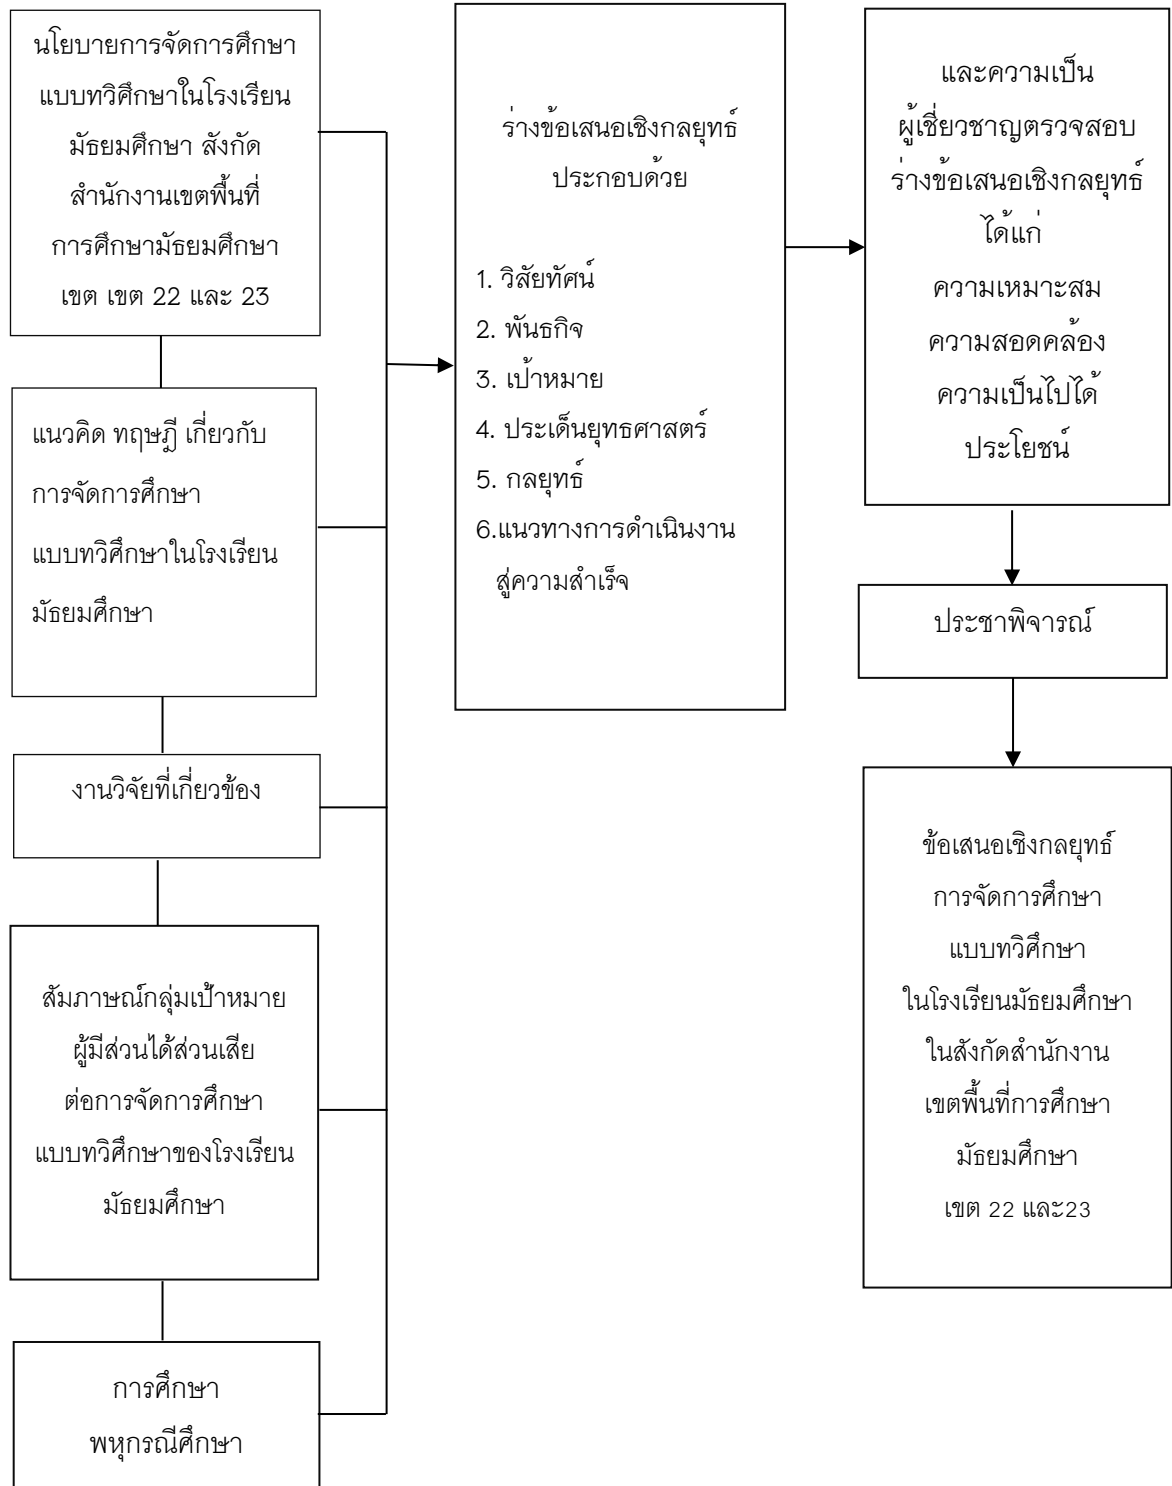 นโยบายการจัดการศึกษา
แบบทวิศึกษาในโรงเรียน
มัธยมศึกษา สังกัด
สำนักงานเขตพื้นที่
การศึกษามัธยมศึกษา
เขต เขต 22 และ 23
แนวคิด ทฤษฎี เกี่ยวกับ
การจัดการศึกษา
แบบทวิศึกษาในโรงเรียน
มัธยมศึกษา
งานวิจัยที่เกี่ยวข้อง
สัมภาษณ์กลุ่มเป้าหมาย
ผู้มีส่วนได้ส่วนเสีย
ต่อการจัดการศึกษา
แบบทวิศึกษาของโรงเรียน
มัธยมศึกษา
การศึกษา
พหุกรณีศึกษา
ร่างข้อเสนอเชิงกลยุทธ์
ประกอบด้วย
1. วิสัยทัศน์
2. พันธกิจ
3. เป้าหมาย
4. ประเด็นยุทธศาสตร์
5. กลยุทธ์
6.แนวทางการดำเนินงาน
สู่ความสำเร็จ
และความเป็น
ผู้เชี่ยวชาญตรวจสอบ
ร่างข้อเสนอเชิงกลยุทธ์
ได้แก่
ความเหมาะสม
ความสอดคล้อง
ความเป็นไปได้
ประโยชน์
ประชาพิจารณ์
ข้อเสนอเชิงกลยุทธ์
การจัดการศึกษา
แบบทวิศึกษา
ในโรงเรียนมัธยมศึกษา
ในสังกัดสำนักงาน
เขตพื้นที่การศึกษา
มัธยมศึกษา
เขต 22 และ23